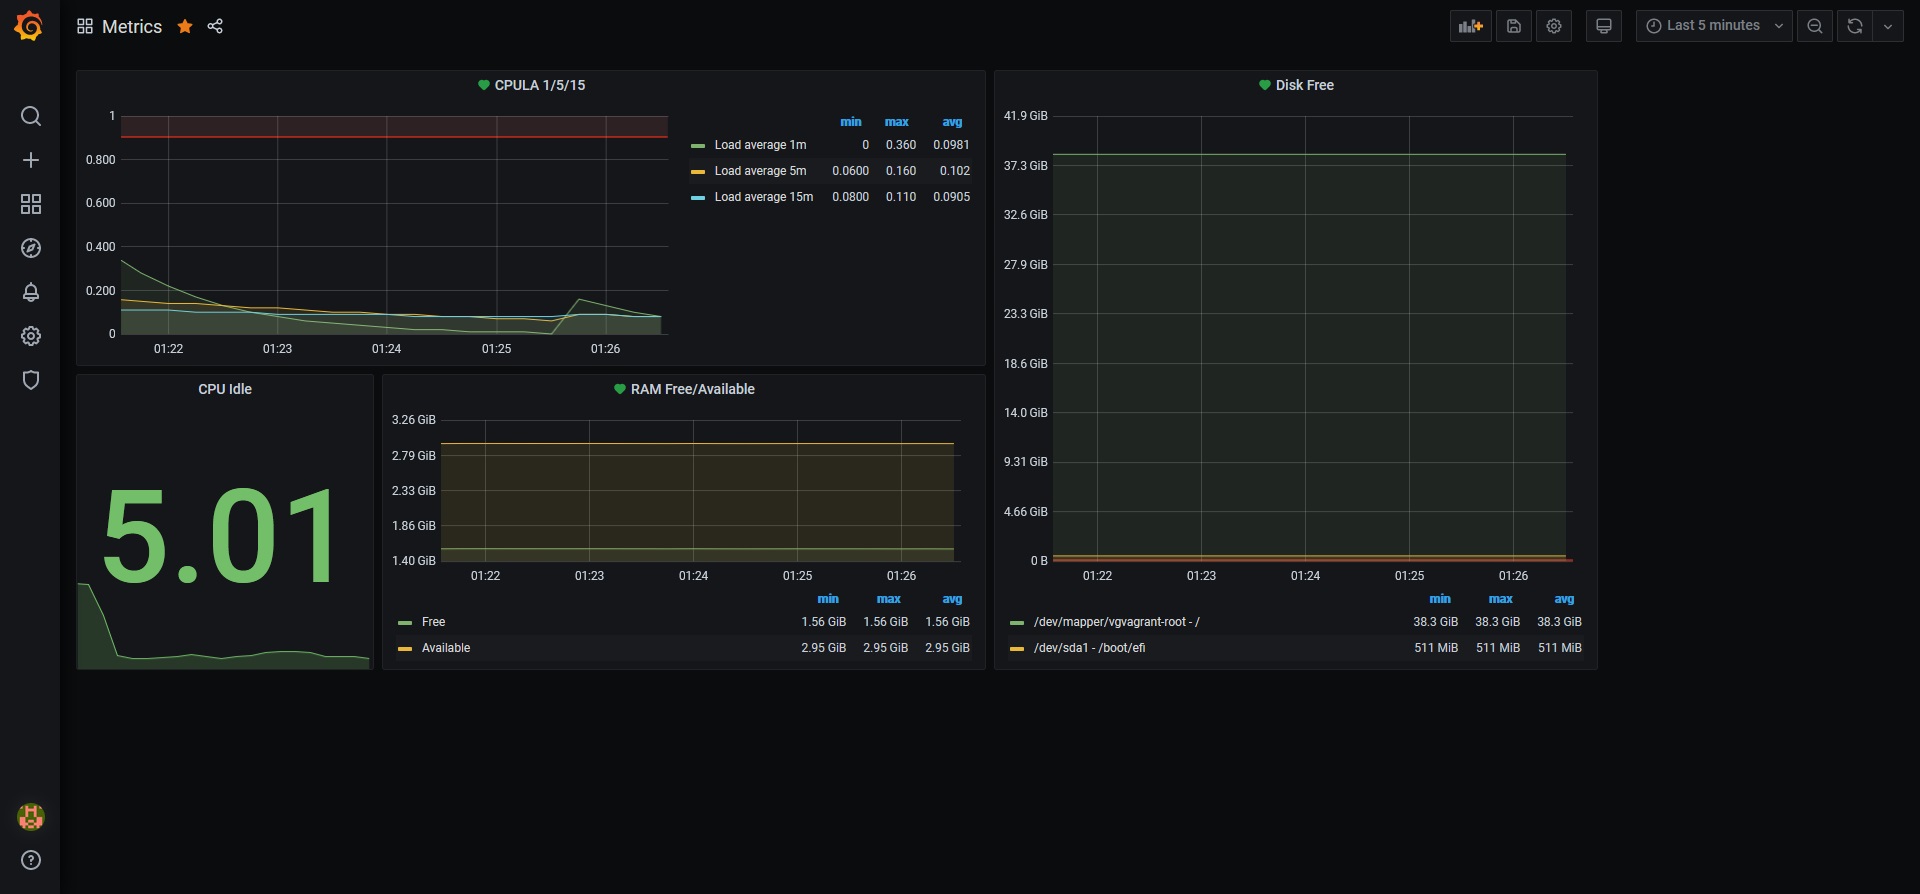 Metrics
Last 5 minutes
CPULA 1/5/15
1
0.800
0.600
0.400
0.200
0
01:22 01:23 01:24 01:25 01:26
min max avg
Load average 1m 0 0.360 0.0981
Load average 5m 0.0600 0.160 0.102
Load average 15m 0.0800 0.110 0.0905
Disk Free
41.9 GiB
37.3 GiB
32.6 GiB
27.9 GiB
23.3 GiB
18.6 GiB
14.0 GiB
9.31 GiB
4.66 GiB
0 B
01:22 01:23 01:24 01:25 01:26
min max avg
/dev/mapper/vgvagrant-root - / 38.3 GiB 38.3 GiB 38.3 GiB
/dev/sda1 - /boot/efi 511 MiB 511 MiB 511 MiB
CPU Idle
5.01
RAM Free/Available
3.26 GiB
2.79 GiB
2.33 GiB
1.86 GiB
1.40 GiB
01:22 01:23 01:24 01:25 01:26
min max avg
Free 1.56 GiB 1.56 GiB 1.56 GiB
Available 2.95 GiB 2.95 GiB 2.95 GiB